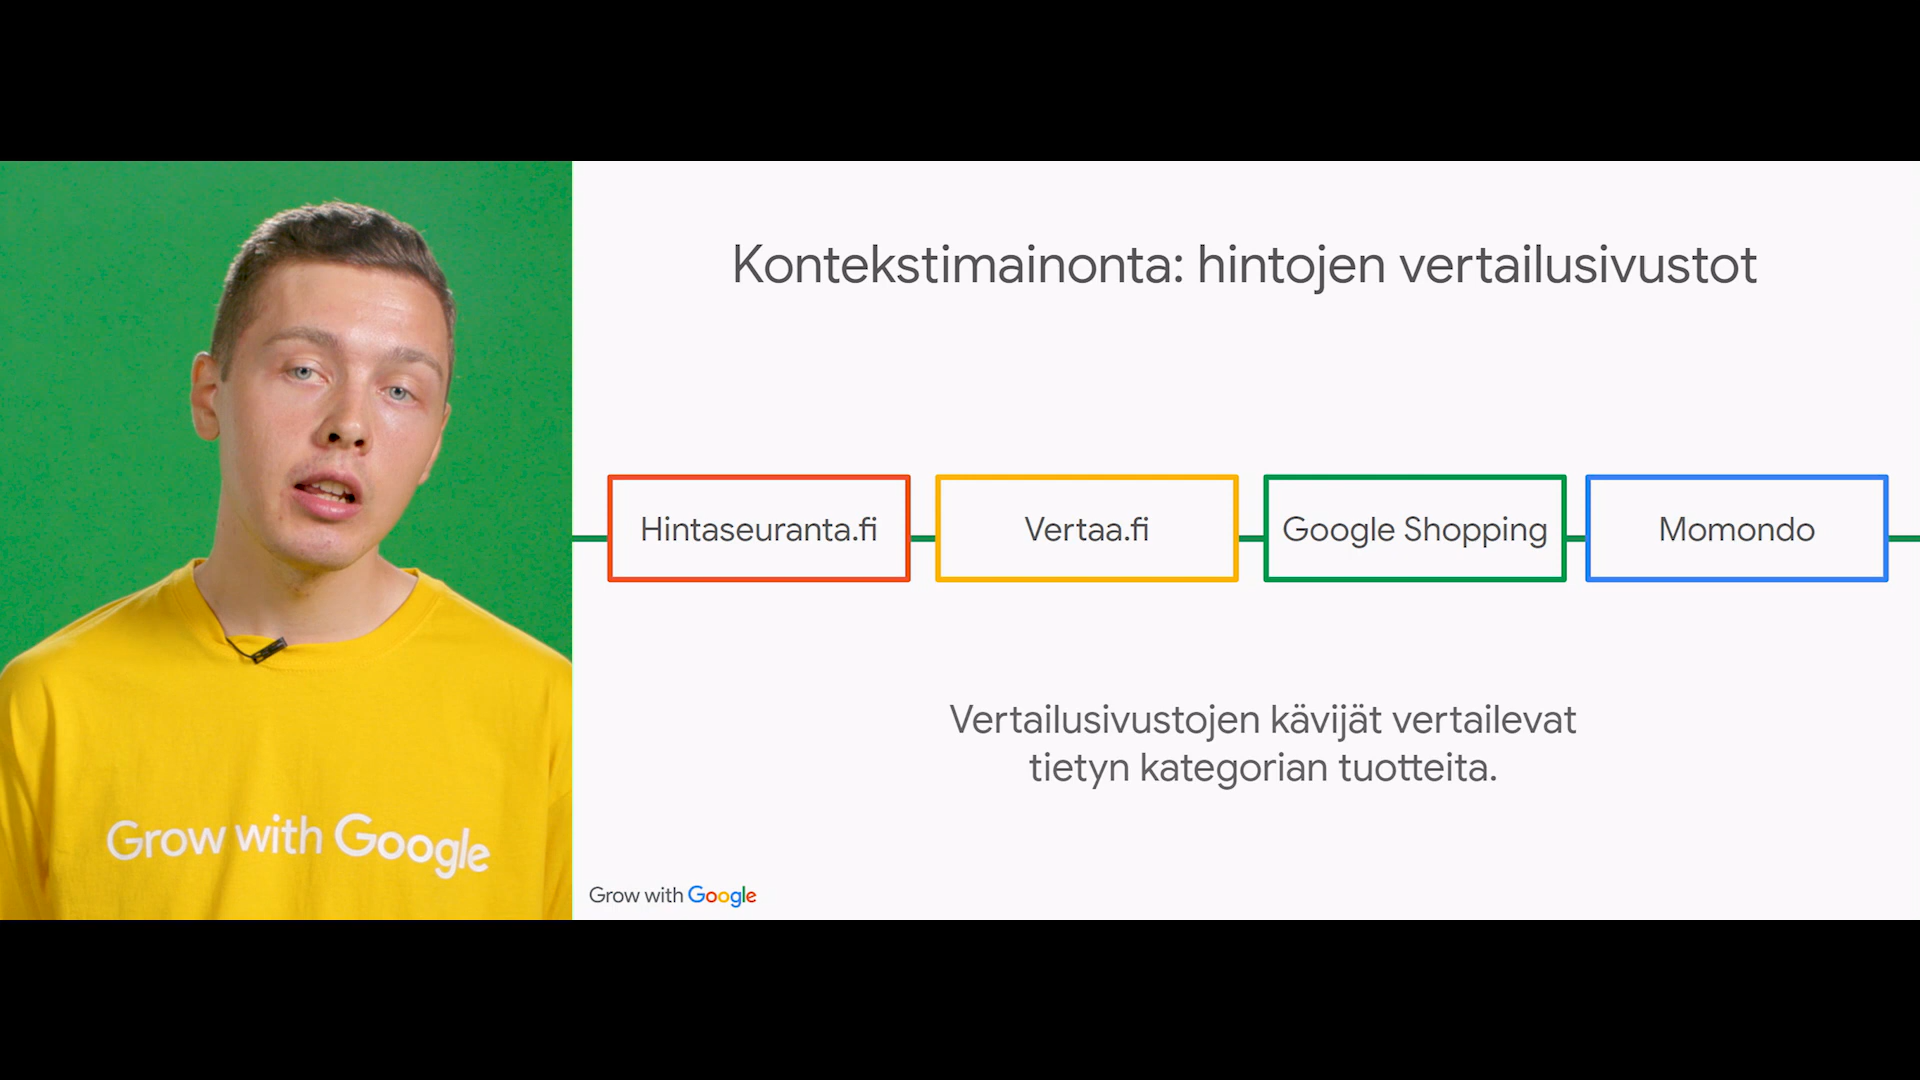 Kontekstimainonta: hintojen vertailusivustot
Hintaseuranta.fi
Vertaa.fi
Google Shopping
Momondo
Vertailusivustojen kävijät vertailevat
tietyn kategorian tuotteita.
Grow with Google
Grow with Google